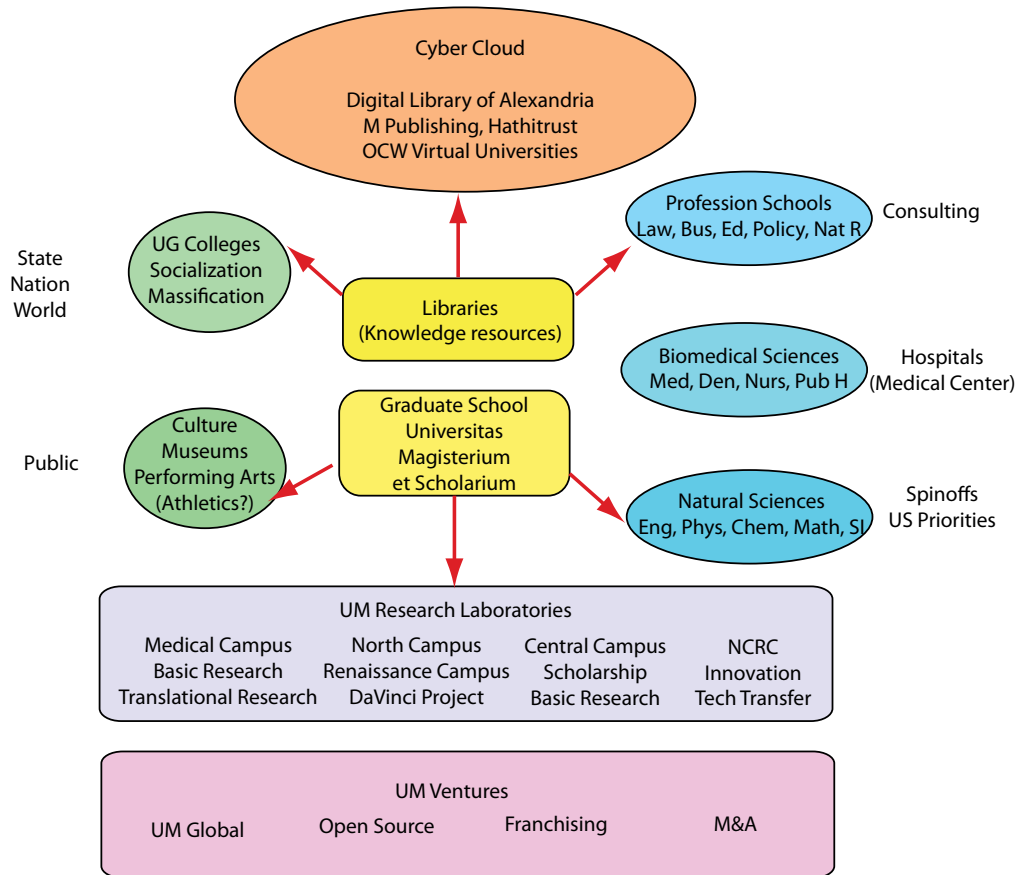 Cyber Cloud
Digital Library of Alexandria
M Publishing, Hathitrust
OCW Virtual Universities
State
Nation
World
UG Colleges
Socialization
Massification
Libraries
(Knowledge resources)
Profession Schools
Law, Bus, Ed, Policy, Nat R
Consulting
Biomedical Sciences
Med, Den, Nurs, Pub H
Hospitals
(Medical Center)
Public
Culture
Museums
Performing Arts
(Athletics?)
Graduate School
Universitas
Magisterium
et Scholarium
Natural Sciences
Eng, Phys, Chem, Math, SI
Spinoffs
US Priorities
UM Research Laboratories
Medical Campus
Basic Research
Translational Research
North Campus
Renaissance Campus
DaVinci Project
Central Campus
Scholarship
Basic Research
NCRC
Innovation
Tech Transfer
UM Ventures
UM Global
Open Source
Franchising
M&A